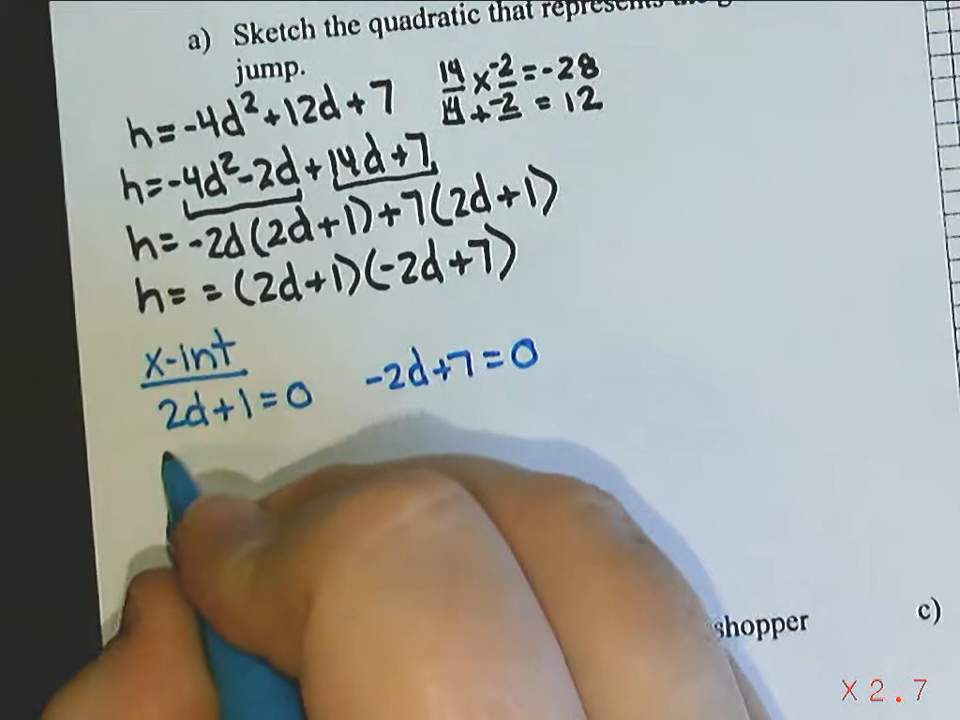 a) Sketch the quadratic that represents the
jump.
h=-4d²+12d+7
14 x -2 = -28
14 + -2 = 12
h=-4d²-2d+14d+7
h=-2d(2d+1)+7(2d+1)
h= =(2d+1)(-2d+7)
x-int
2d+1=0 -2d+7=0
shopper c)
X2.7